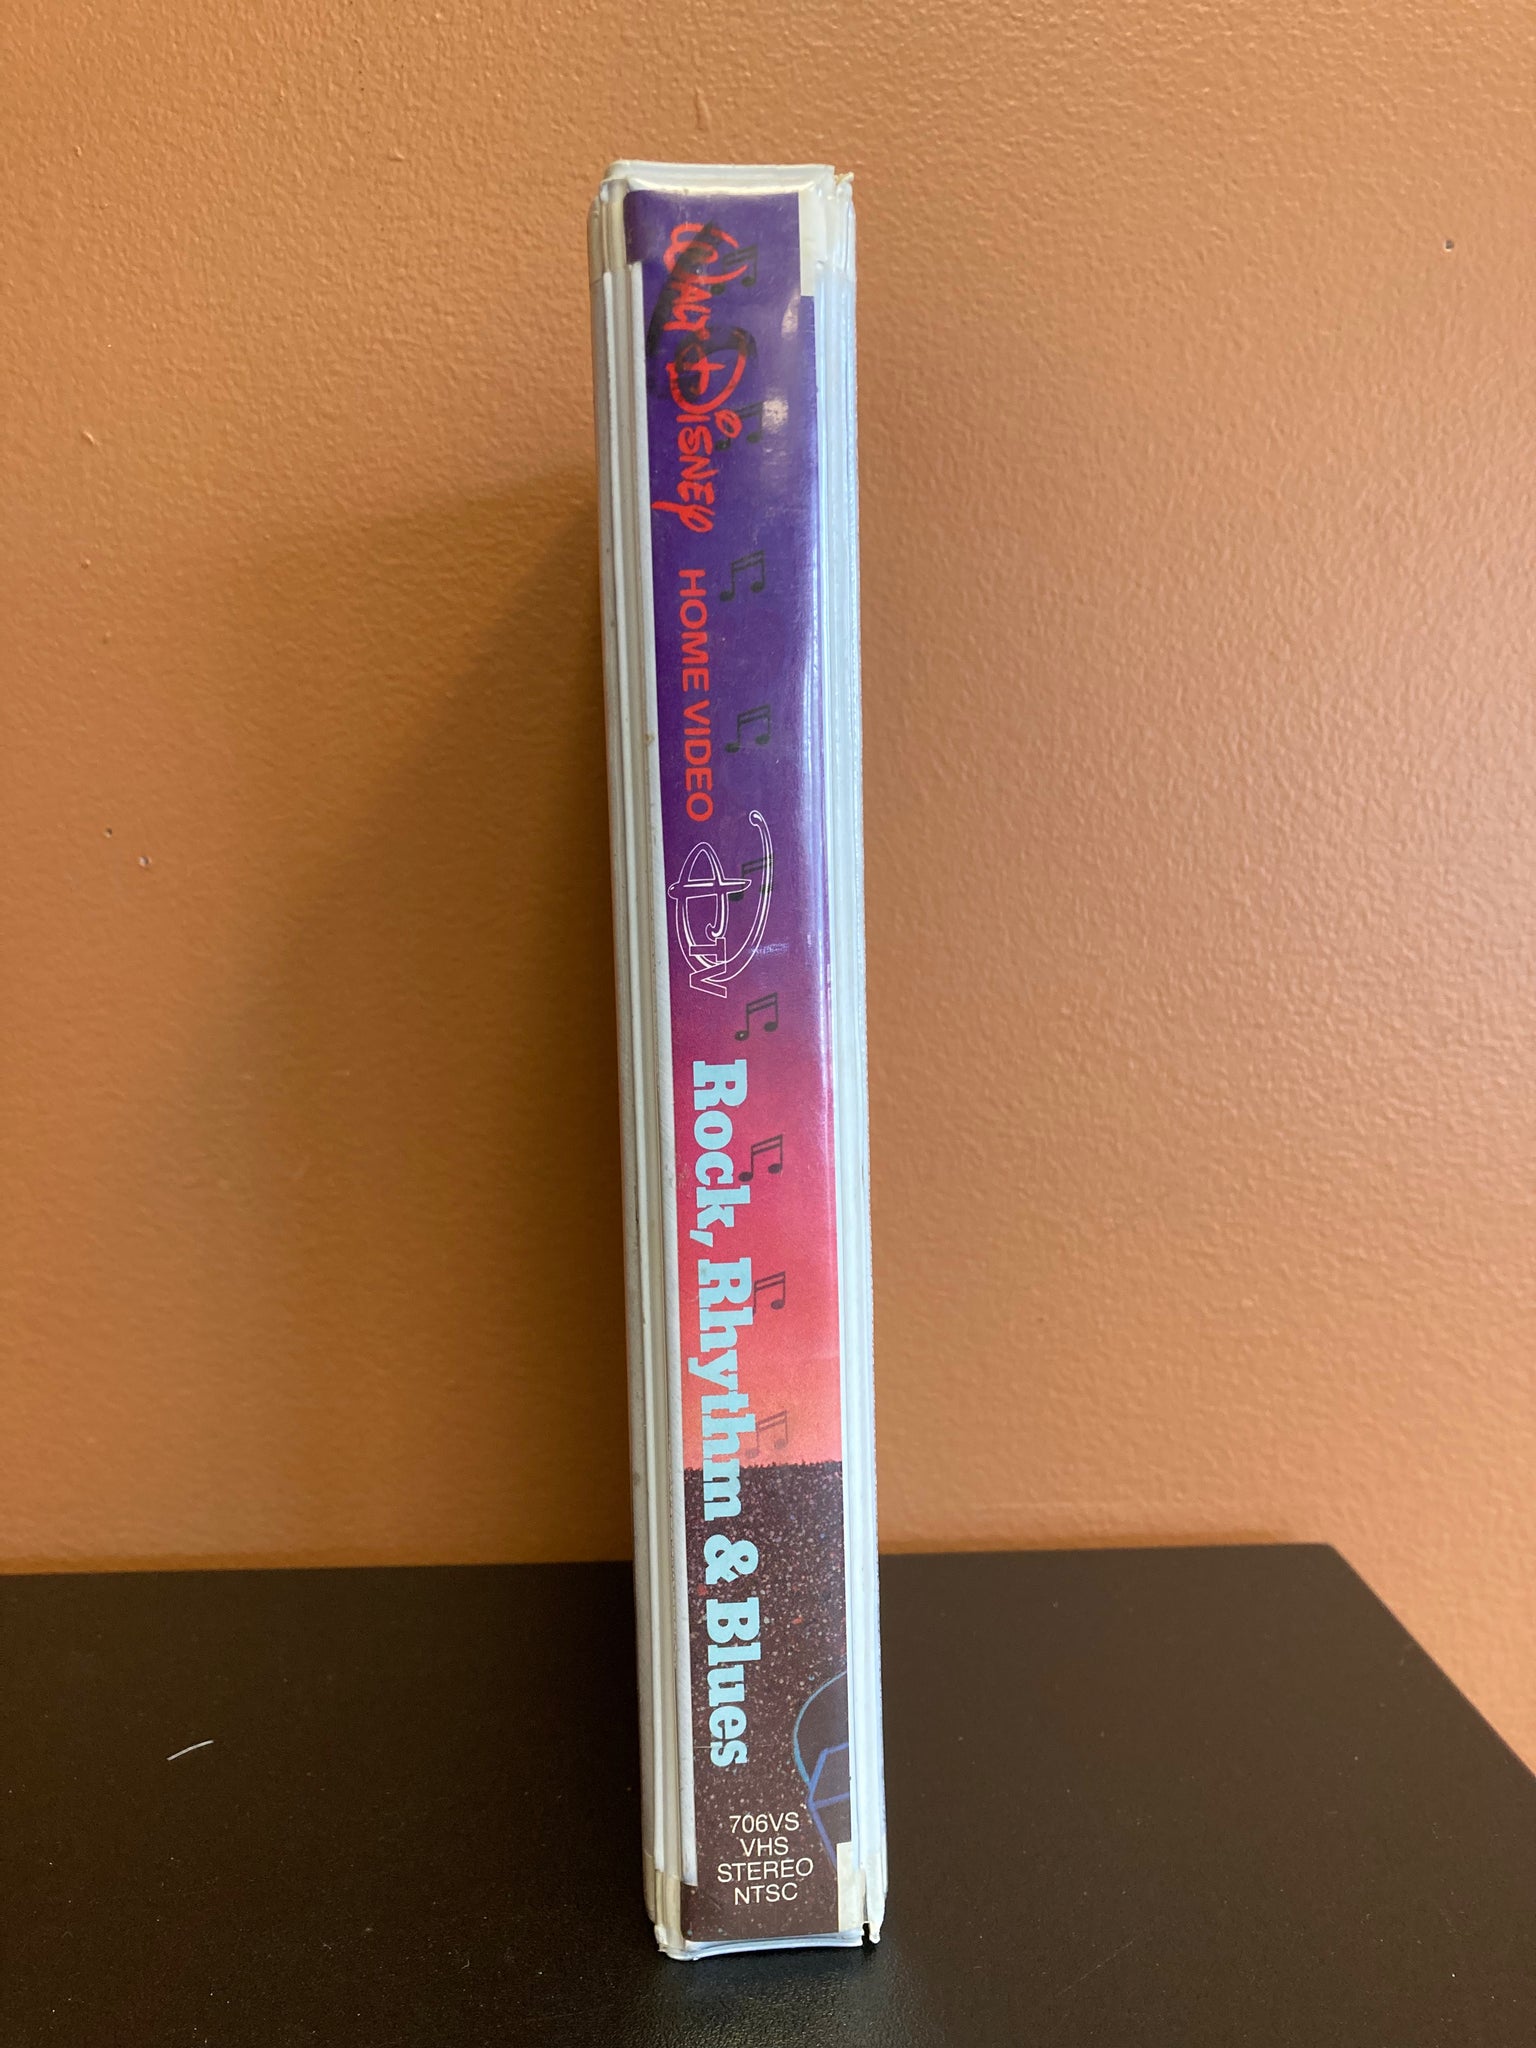 WALT DISNEY HOME VIDEO
DTV
Rock, Rhythm & Blues
706VS
VHS
STEREO
NTSC